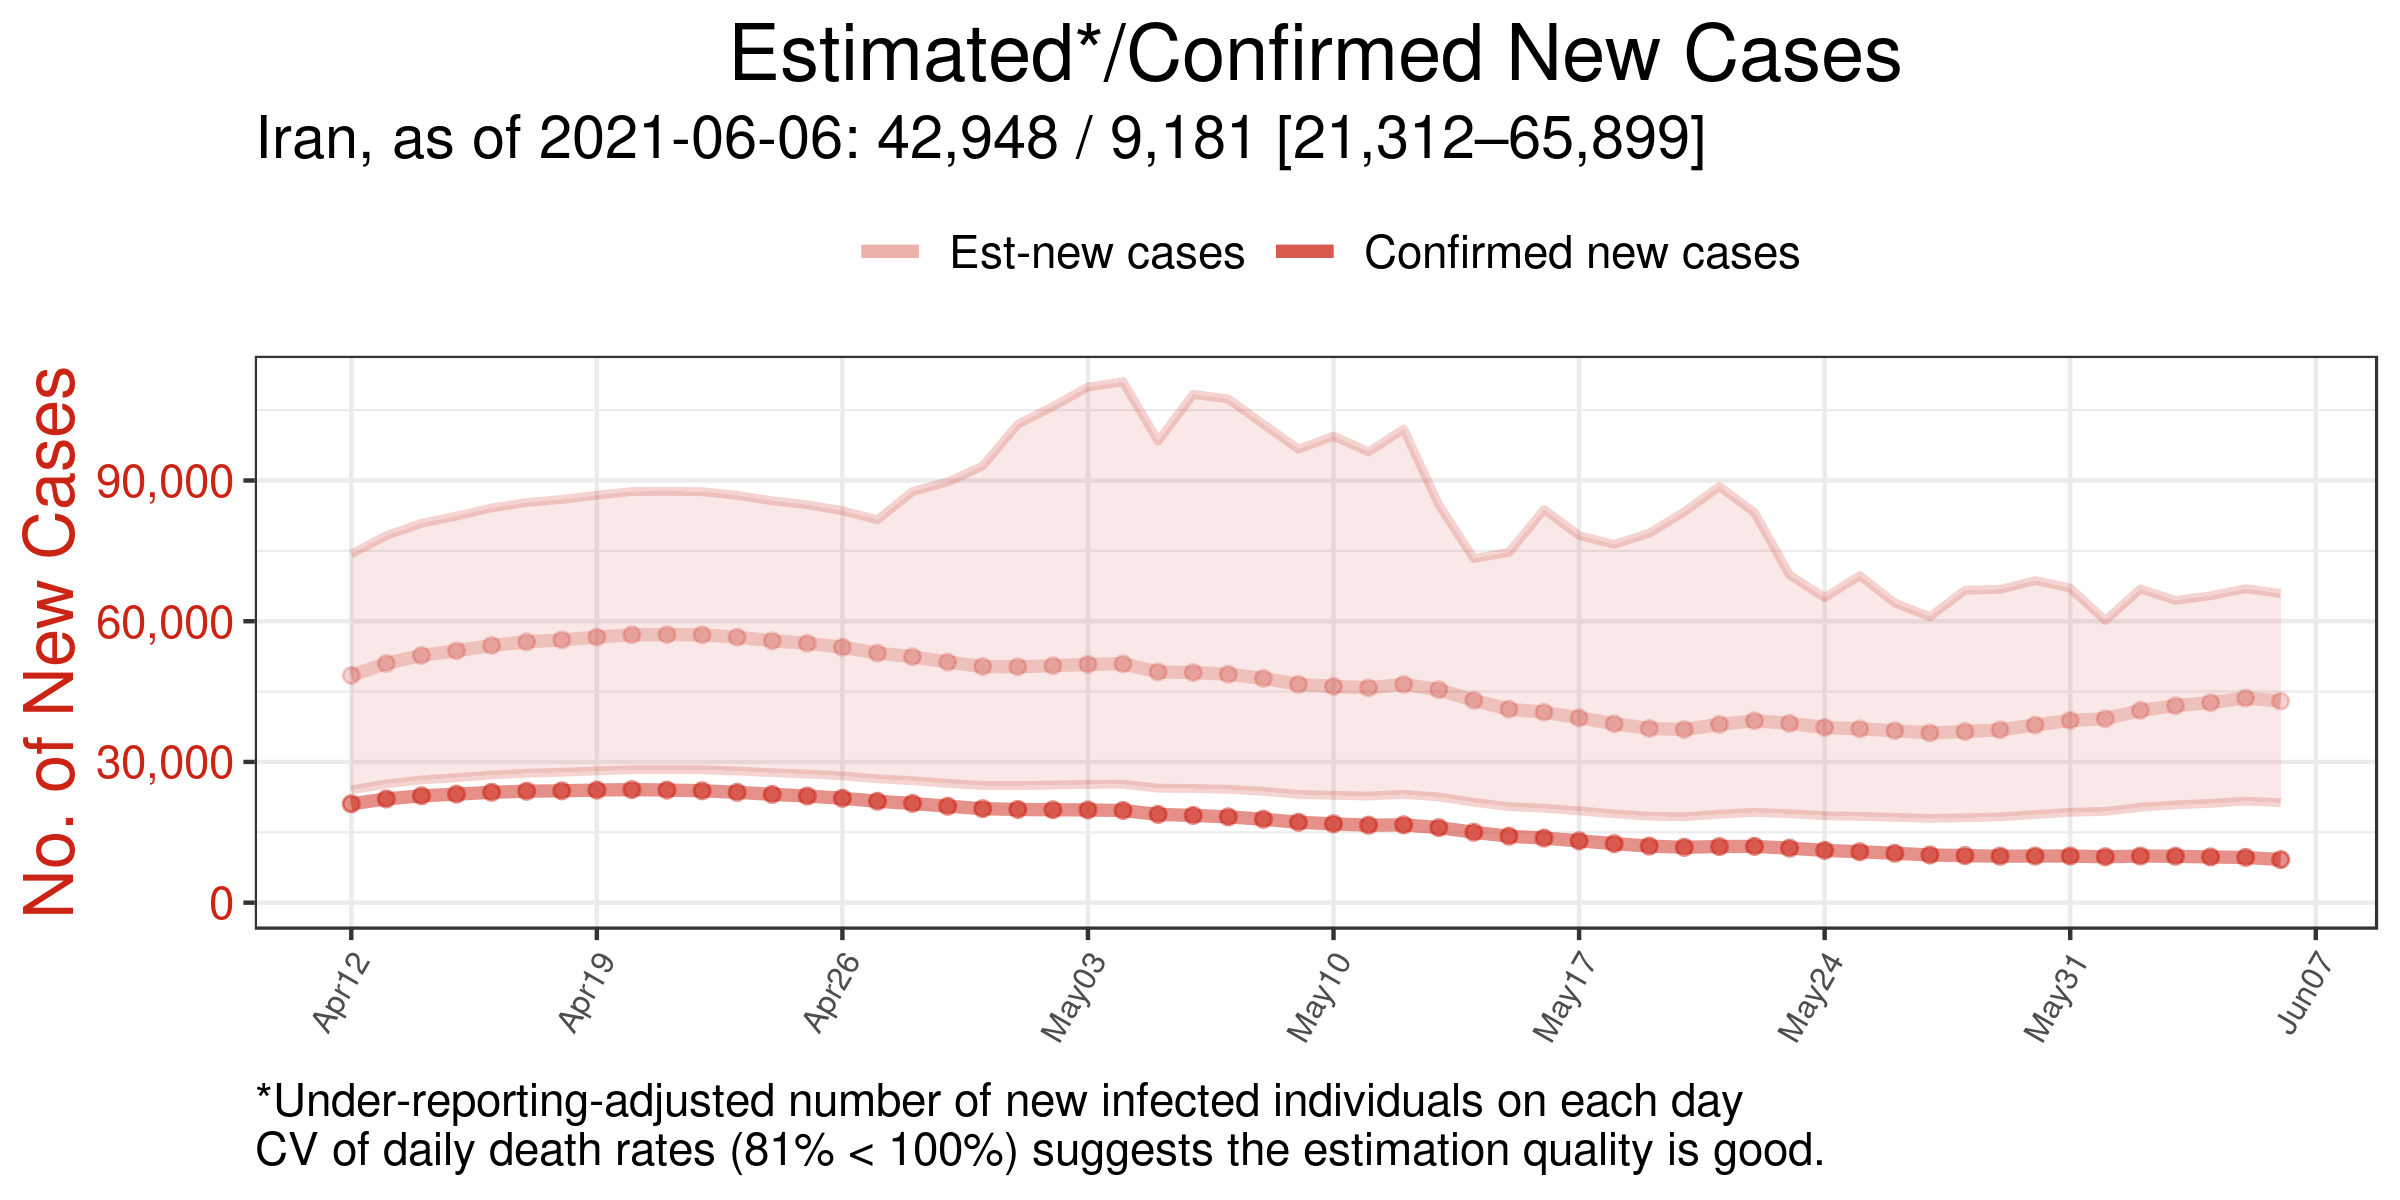 Estimated*/Confirmed New Cases
Iran, as of 2021-06-06: 42,948 / 9,181 [21,312–65,899]
Est-new cases
Confirmed new cases
No. of New Cases
90,000
60,000
30,000
0
Apr12
Apr19
Apr26
May03
May10
May17
May24
May31
Jun07
*Under-reporting-adjusted number of new infected individuals on each day
CV of daily death rates (81% < 100%) suggests the estimation quality is good.